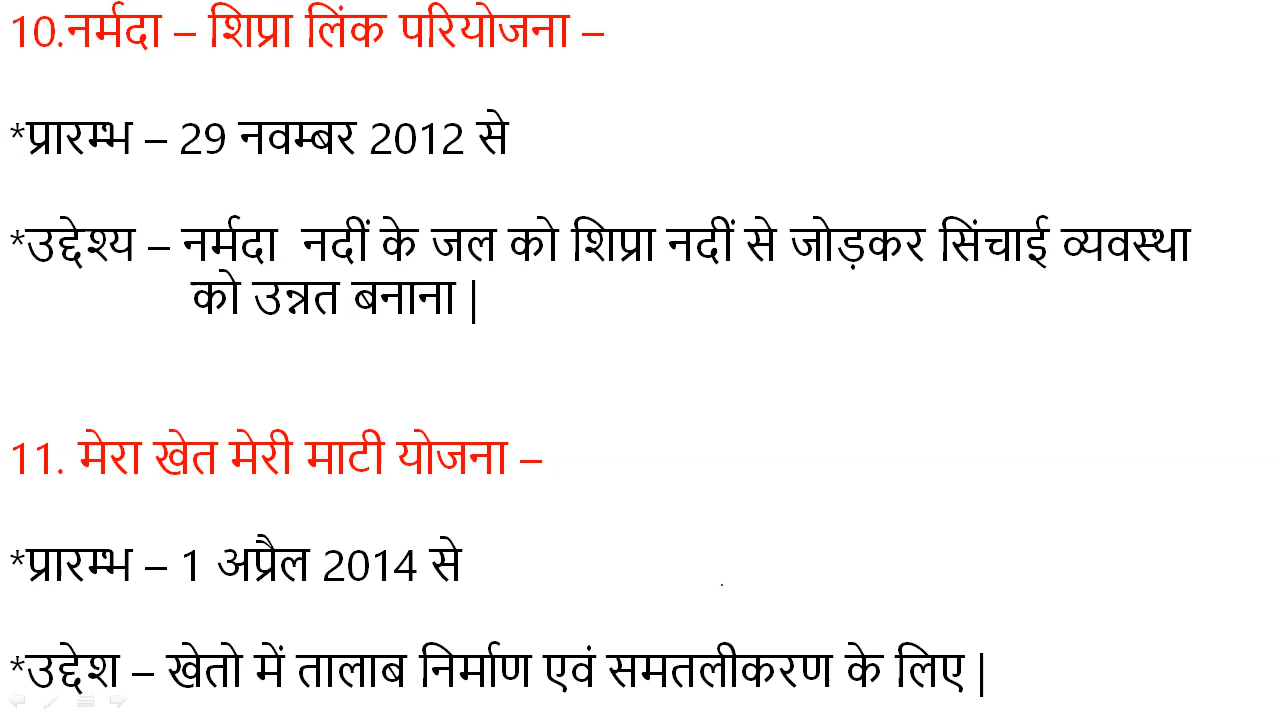 10.नर्मदा – शिप्रा लिंक परियोजना –
*प्रारम्भ – 29 नवम्बर 2012 से
*उद्देश्य – नर्मदा नदीं के जल को शिप्रा नदीं से जोड़कर सिंचाई व्यवस्था
को उन्नत बनाना |
11. मेरा खेत मेरी माटी योजना –
*प्रारम्भ – 1 अप्रैल 2014 से
*उद्देश – खेतो में तालाब निर्माण एवं समतलीकरण के लिए |